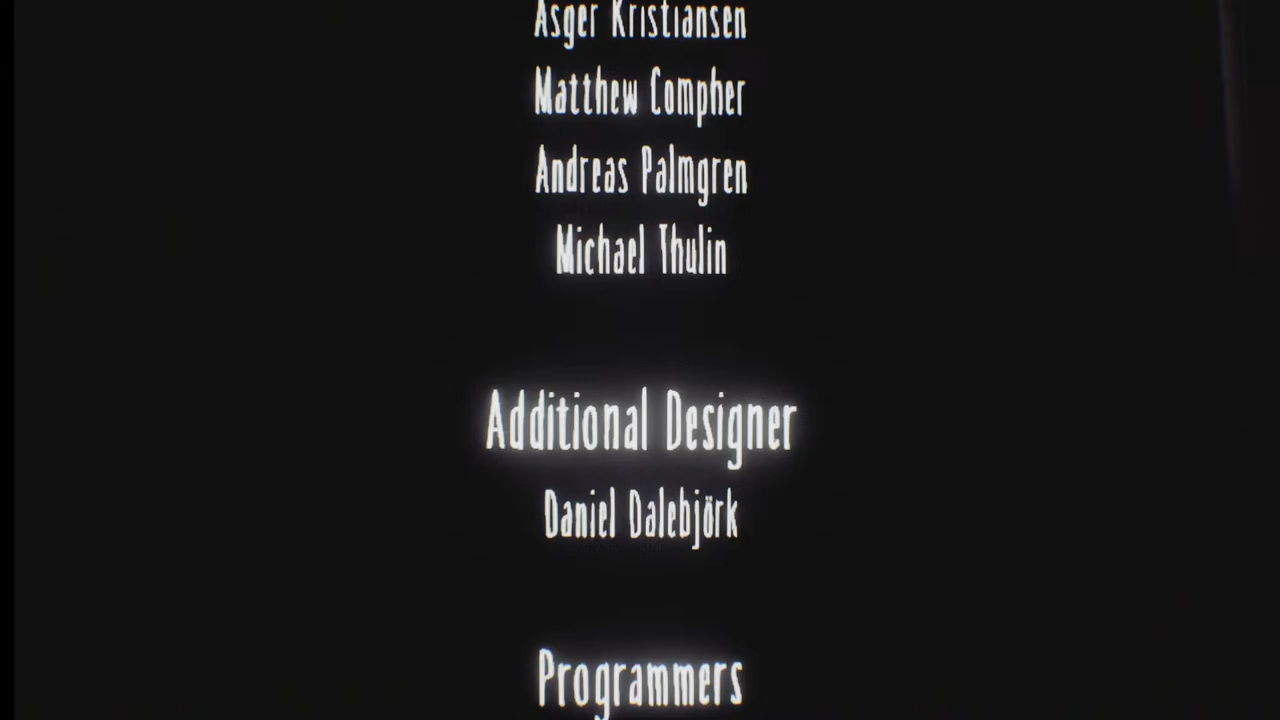 Asger Kristiansen
Matthew Compher
Andreas Palmgren
Michael Thulin
Additional Designer
Daniel Dalebjörk
Programmers